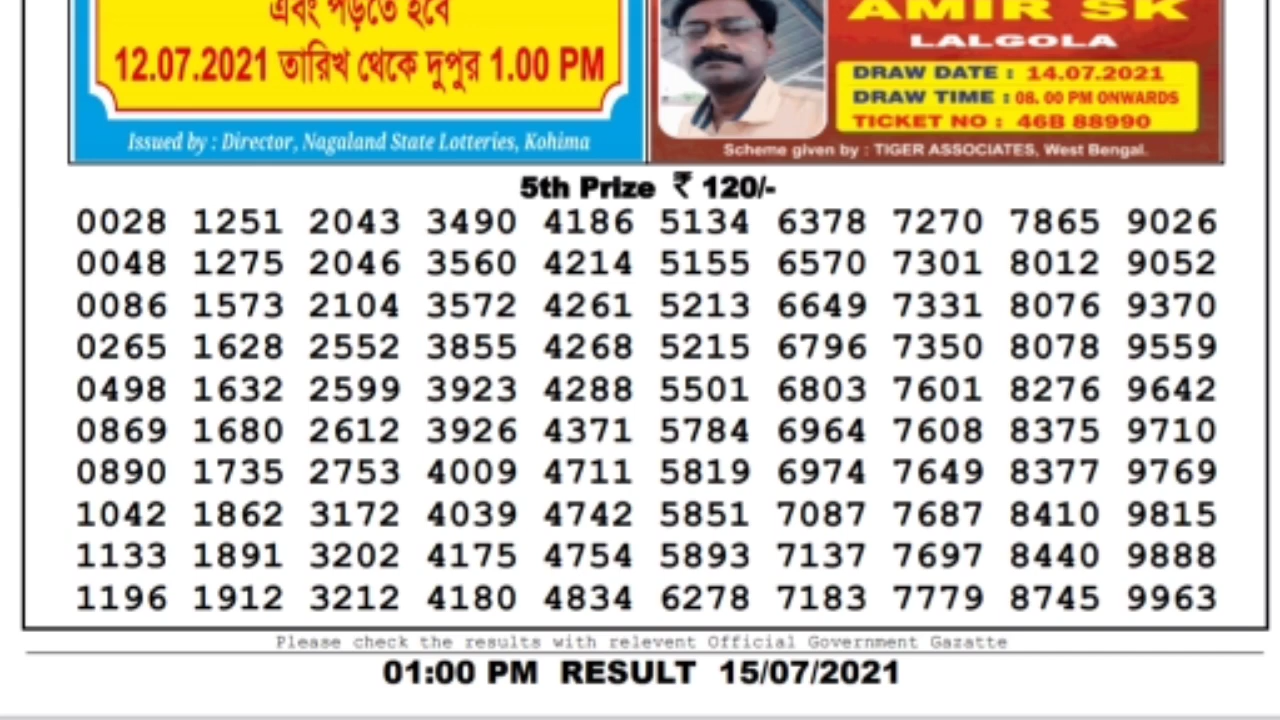 এবং পড়তে হবে
12.07.2021 তারিখ থেকে দুপুর 1.00 PM
Issued by : Director, Nagaland State Lotteries, Kohima
AMIR SK
LALGOLA
DRAW DATE : 14.07.2021
DRAW TIME : 08. 00 PM ONWARDS
TICKET NO : 46B 88990
Scheme given by : TIGER ASSOCIATES, West Bengal.
5th Prize ₹ 120/-
0028 1251 2043 3490 4186 5134 6378 7270 7865 9026
0048 1275 2046 3560 4214 5155 6570 7301 8012 9052
0086 1573 2104 3572 4261 5213 6649 7331 8076 9370
0265 1628 2552 3855 4268 5215 6796 7350 8078 9559
0498 1632 2599 3923 4288 5501 6803 7601 8276 9642
0869 1680 2612 3926 4371 5784 6964 7608 8375 9710
0890 1735 2753 4009 4711 5819 6974 7649 8377 9769
1042 1862 3172 4039 4742 5851 7087 7687 8410 9815
1133 1891 3202 4175 4754 5893 7137 7697 8440 9888
1196 1912 3212 4180 4834 6278 7183 7779 8745 9963
Please check the results with relevent Official Government Gazatte
01:00 PM RESULT 15/07/2021